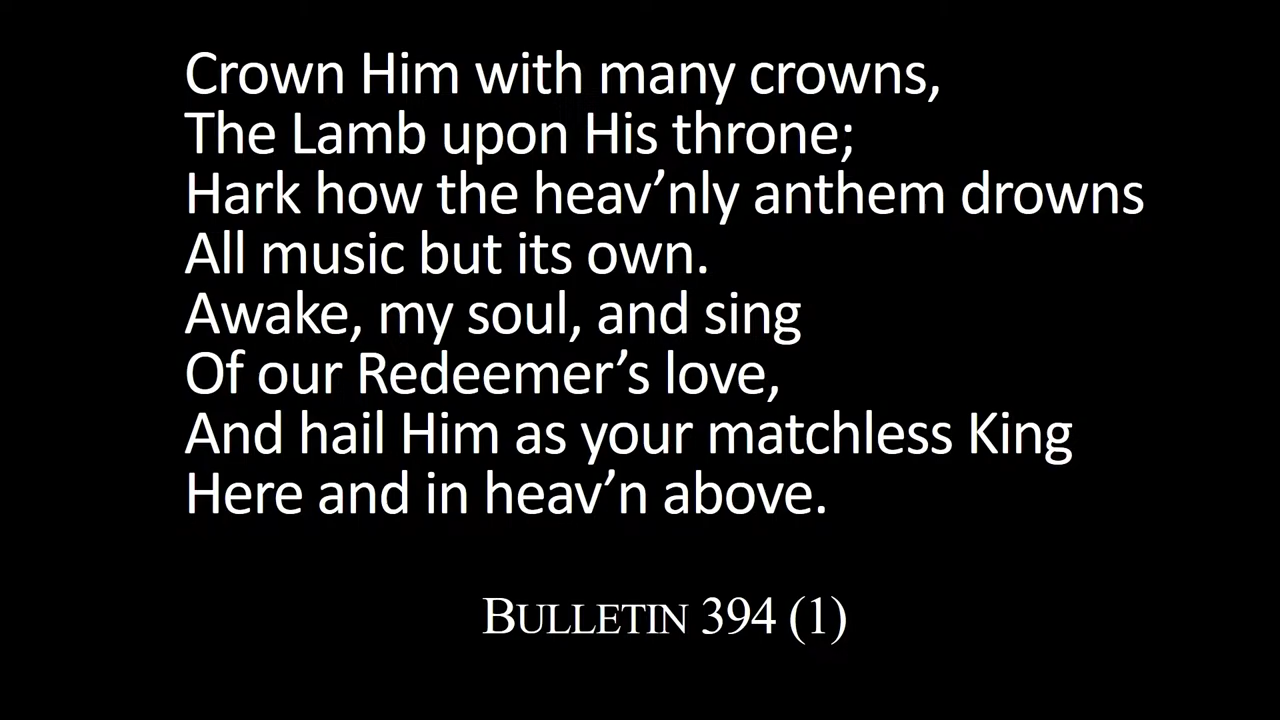 Crown Him with many crowns,
The Lamb upon His throne;
Hark how the heav’nly anthem drowns
All music but its own.
Awake, my soul, and sing
Of our Redeemer’s love,
And hail Him as your matchless King
Here and in heav’n above.
BULLETIN 394 (1)